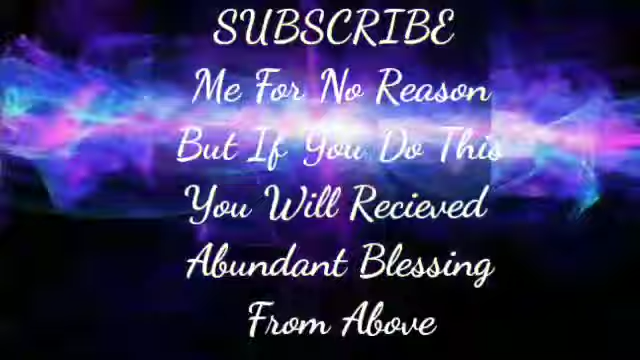 SUBSCRIBE
Me For No Reason
But If You Do This
You Will Recieved
Abundant Blessing
From Above